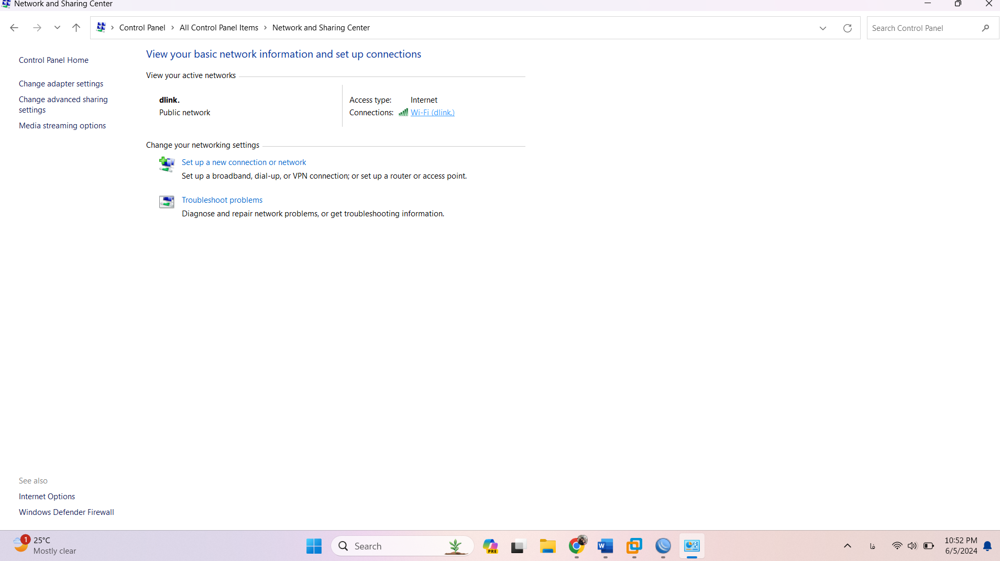 Network and Sharing Center
Control Panel > All Control Panel Items > Network and Sharing Center
Search Control Panel
Control Panel Home
Change adapter settings
Change advanced sharing
settings
Media streaming options
View your basic network information and set up connections
View your active networks
dlink.
Public network
Access type: Internet
Connections: Wi-Fi (dlink.)
Change your networking settings
Set up a new connection or network
Set up a broadband, dial-up, or VPN connection; or set up a router or access point.
Troubleshoot problems
Diagnose and repair network problems, or get troubleshooting information.
See also
Internet Options
Windows Defender Firewall
1
25°C
Mostly clear
Search
PRE
W
فا
10:52 PM
6/5/2024